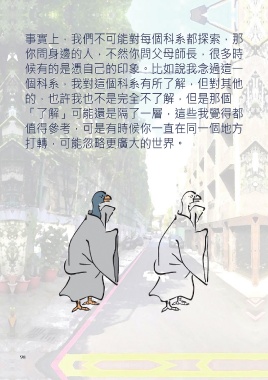 事實上，我們不可能對每個科系都探索，那
你問身邊的人，不然你問父母師長，很多時
候有的是憑自己的印象。比如說我念過這一
個科系，我對這個科系有所了解，但對其他
的，也許我也不是完全不了解，但是那個
「了解」可能還是隔了一層，這些我覺得都
值得參考，可是有時候你一直在同一個地方
打轉，可能忽略更廣大的世界。